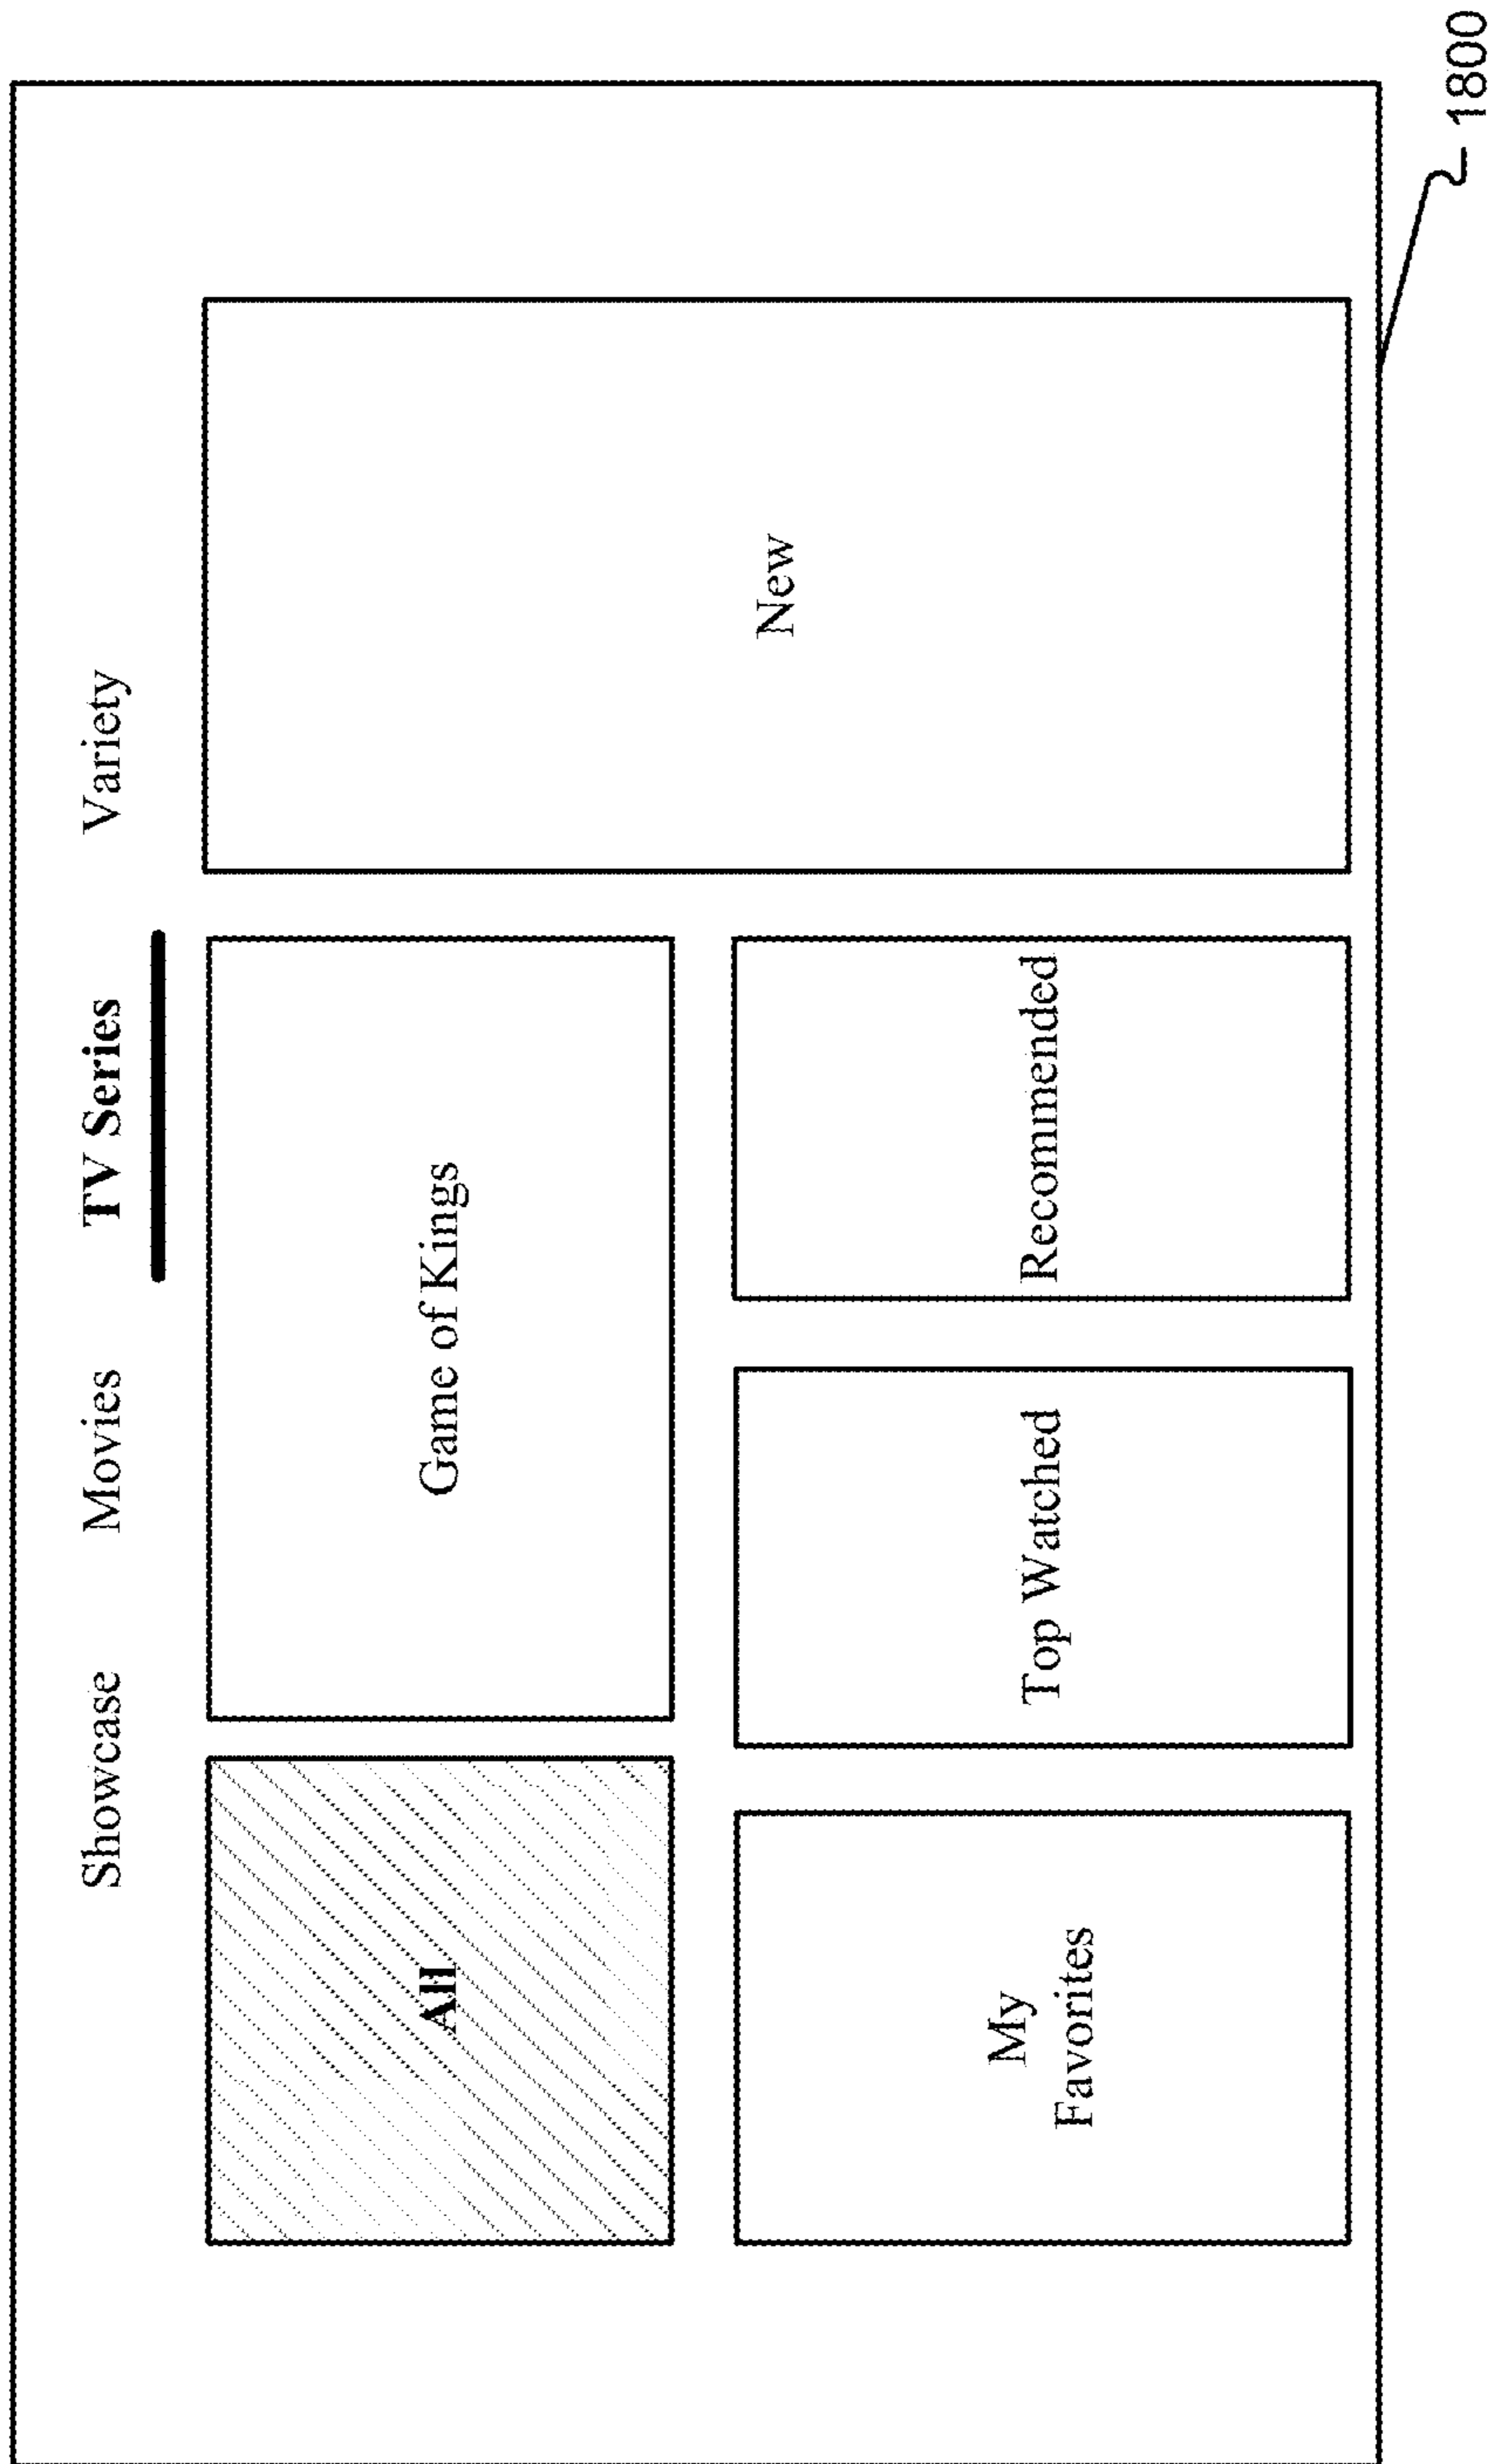 Showcase
Movies
TV Series
Variety
All
Game of Kings
New
My
Favorites
Top Watched
Recommended
1800